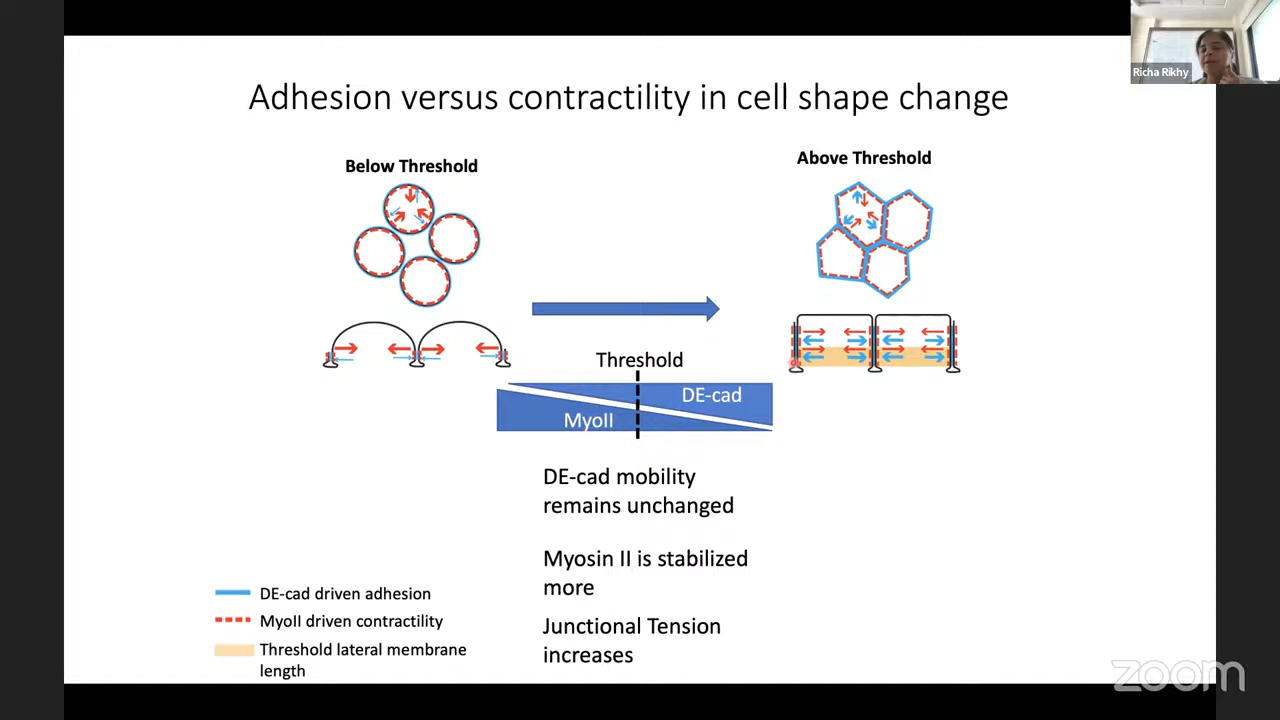 Richa Rikhy
Adhesion versus contractility in cell shape change
Below Threshold
Above Threshold
Threshold
DE-cad
MyoII
DE-cad mobility
remains unchanged
Myosin II is stabilized
more
Junctional Tension
increases
DE-cad driven adhesion
MyoII driven contractility
Threshold lateral membrane
length
zoom